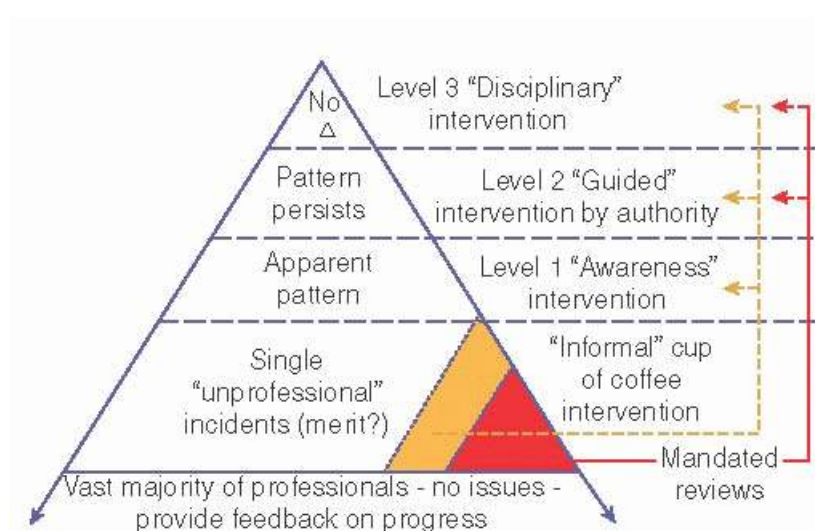 No
Δ
Level 3 “Disciplinary”
intervention
Pattern
persists
Level 2 “Guided”
intervention by authority
Apparent
pattern
Level 1 “Awareness”
intervention
Single
“unprofessional”
incidents (merit?)
“Informal” cup
of coffee
intervention
Mandated
reviews
Vast majority of professionals - no issues -
provide feedback on progress